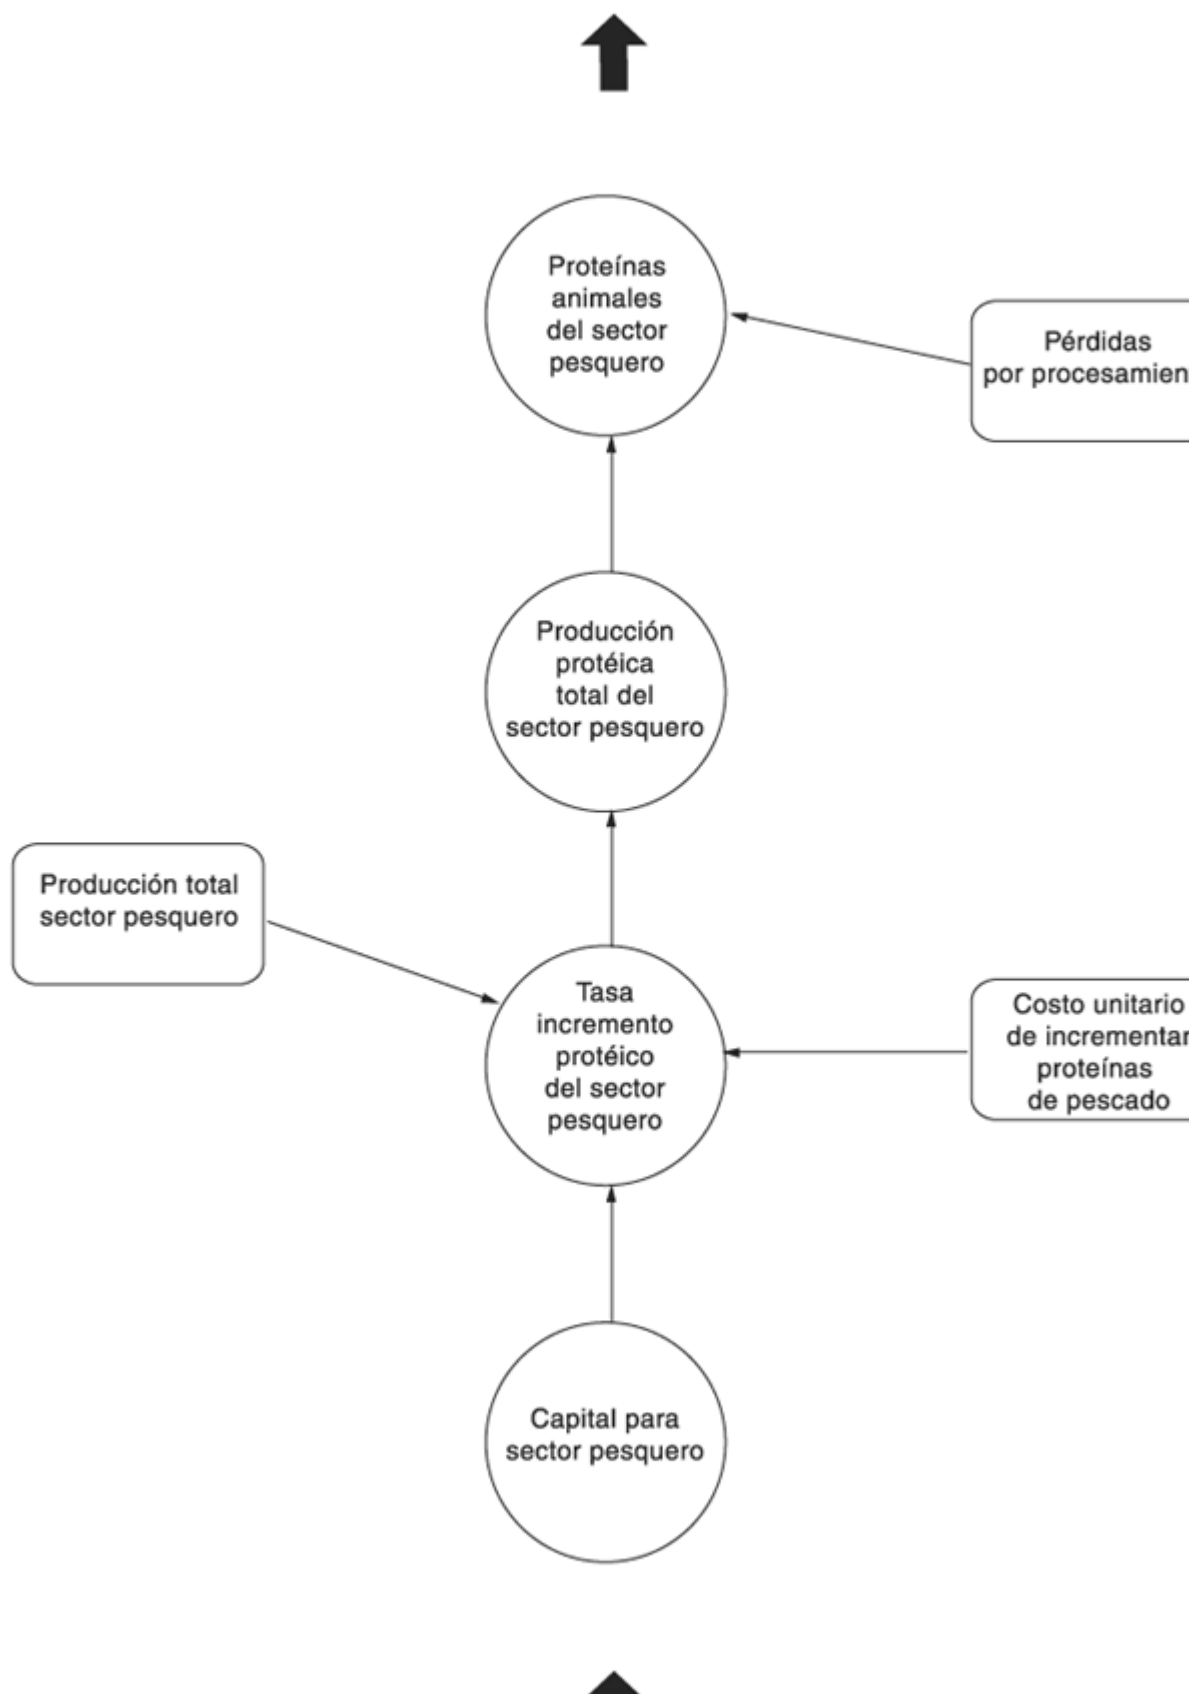 Proteínas
animales
del sector
pesquero
Pérdidas
por procesamien
Producción
protéica
total del
sector pesquero
Producción total
sector pesquero
Tasa
incremento
protéico
del sector
pesquero
Costo unitario
de incrementar
proteínas
de pescado
Capital para
sector pesquero